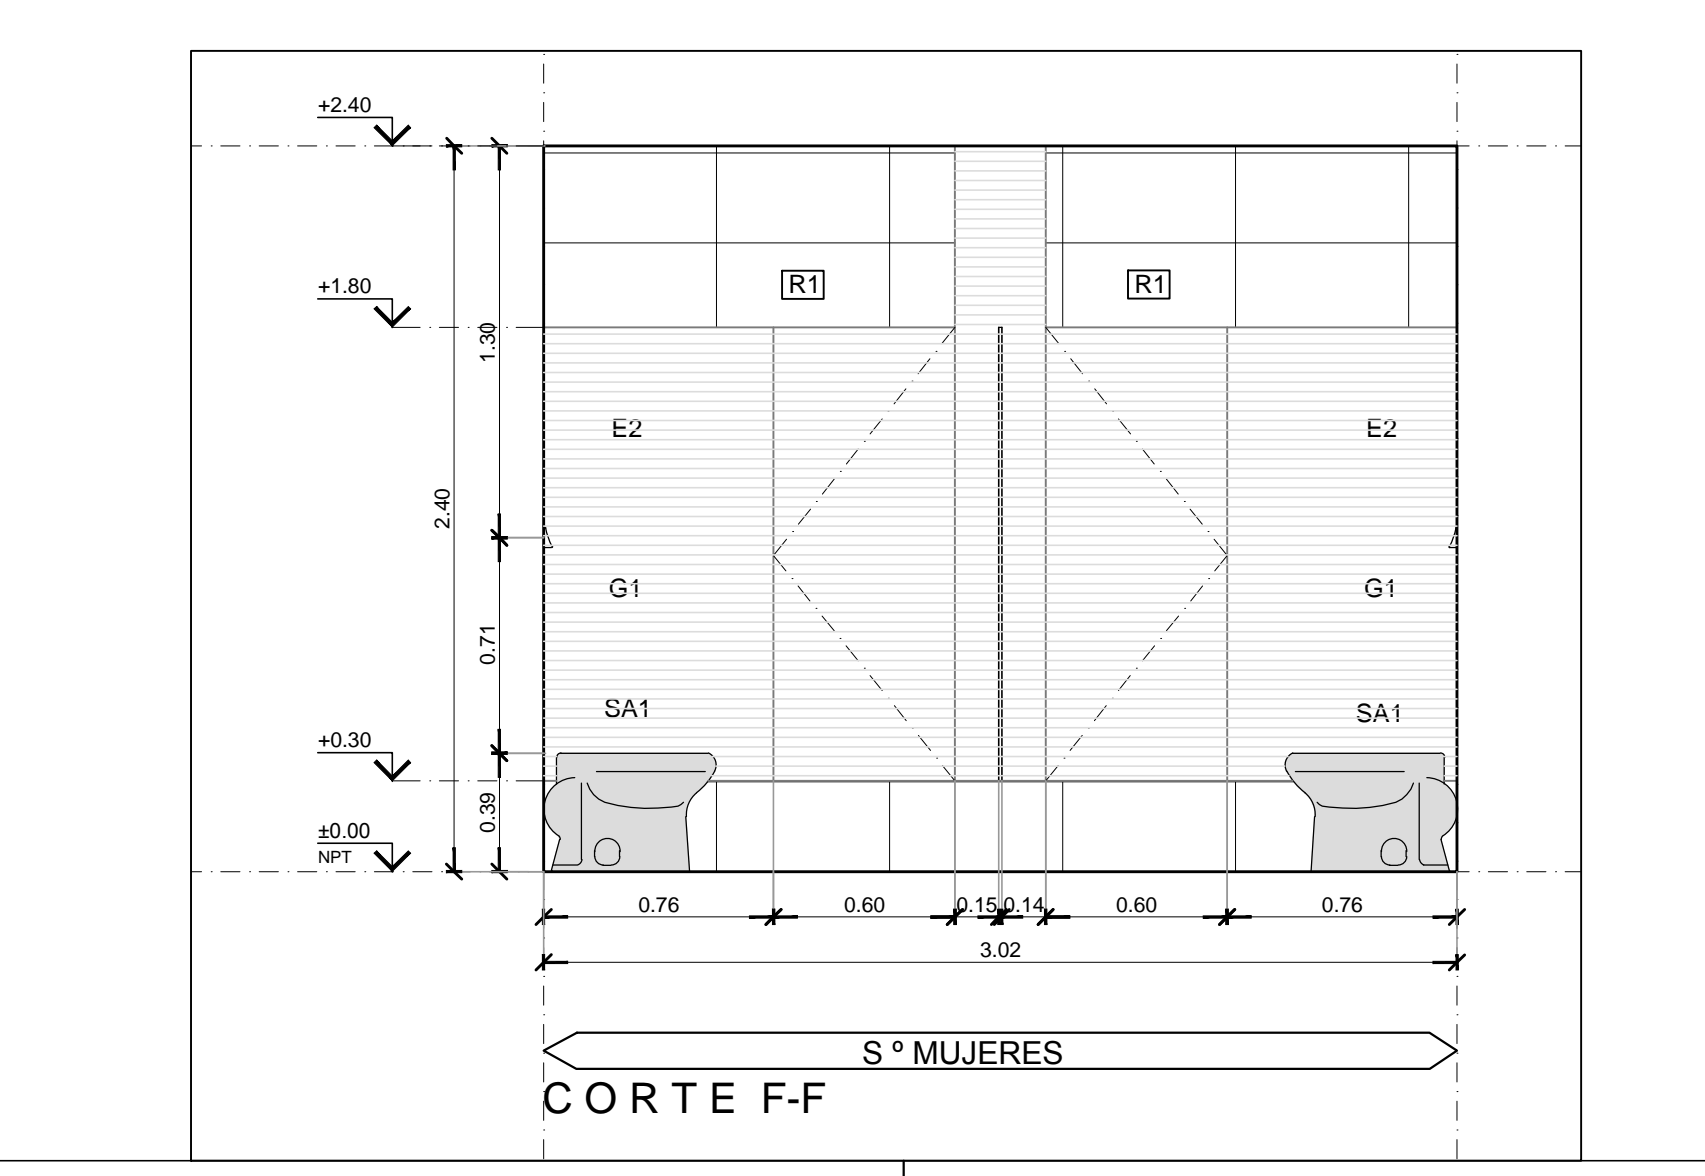 +2.40
+1.80
R1
R1
1.30
E2
E2
2.40
G1
G1
0.71
SA1
SA1
+0.30
0.39
±0.00
NPT
0.76
0.60
0.15
0.14
0.60
0.76
3.02
S º MUJERES
CORTE F-F